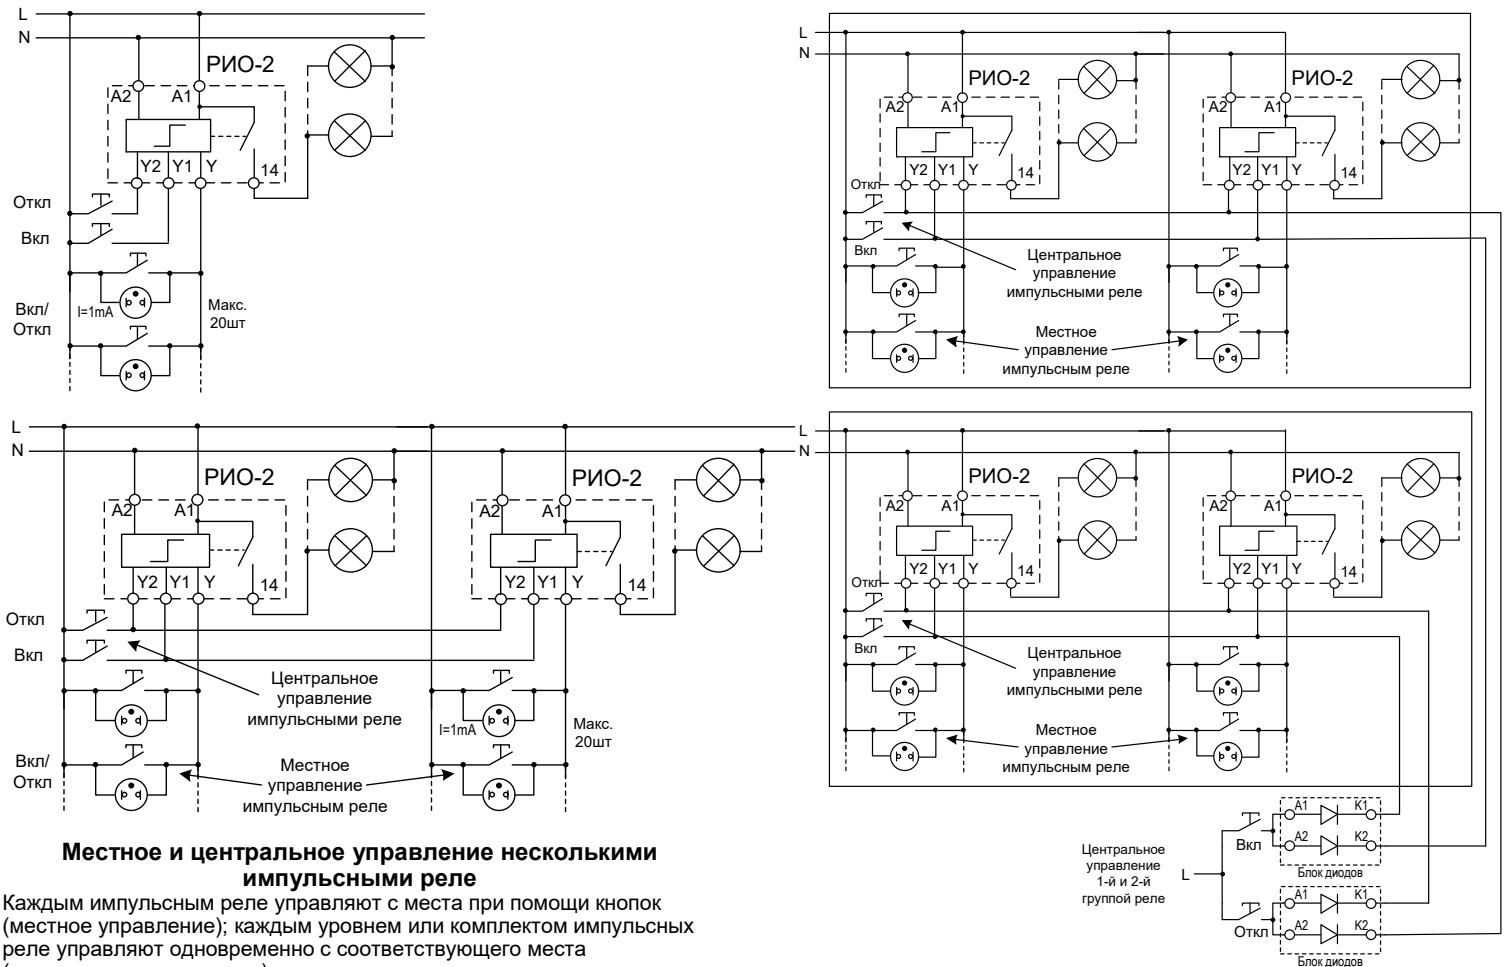 L
N
РИО-2
A2
A1
Y2
Y1
Y
14
Откл
Вкл
Вкл/
Откл
I=1mA
Макс.
20шт
L
N
РИО-2
РИО-2
A2
A1
A2
A1
Y2
Y1
Y
14
Y2
Y1
Y
14
Откл
Вкл
Центральное
управление
импульсными реле
I=1mA
Макс.
20шт
Вкл/
Откл
Местное
управление
импульсным реле
Местное и центральное управление несколькими
импульсными реле
Каждым импульсным реле управляют с места при помощи кнопок
(местное управление); каждым уровнем или комплектом импульсных
реле управляют одновременно с соответствующего места
L
N
РИО-2
РИО-2
A2
A1
A2
A1
Y2
Y1
Y
14
Y2
Y1
Y
14
Откл
Вкл
Центральное
управление
импульсными реле
Местное
управление
импульсным реле
L
N
РИО-2
РИО-2
A2
A1
A2
A1
Y2
Y1
Y
14
Y2
Y1
Y
14
Откл
Вкл
Центральное
управление
импульсными реле
Местное
управление
импульсным реле
Центральное
управление
1-й и 2-й
группой реле
L
Вкл
A1
K1
A2
K2
Блок диодов
Откл
A1
K1
A2
K2
Блок диодов